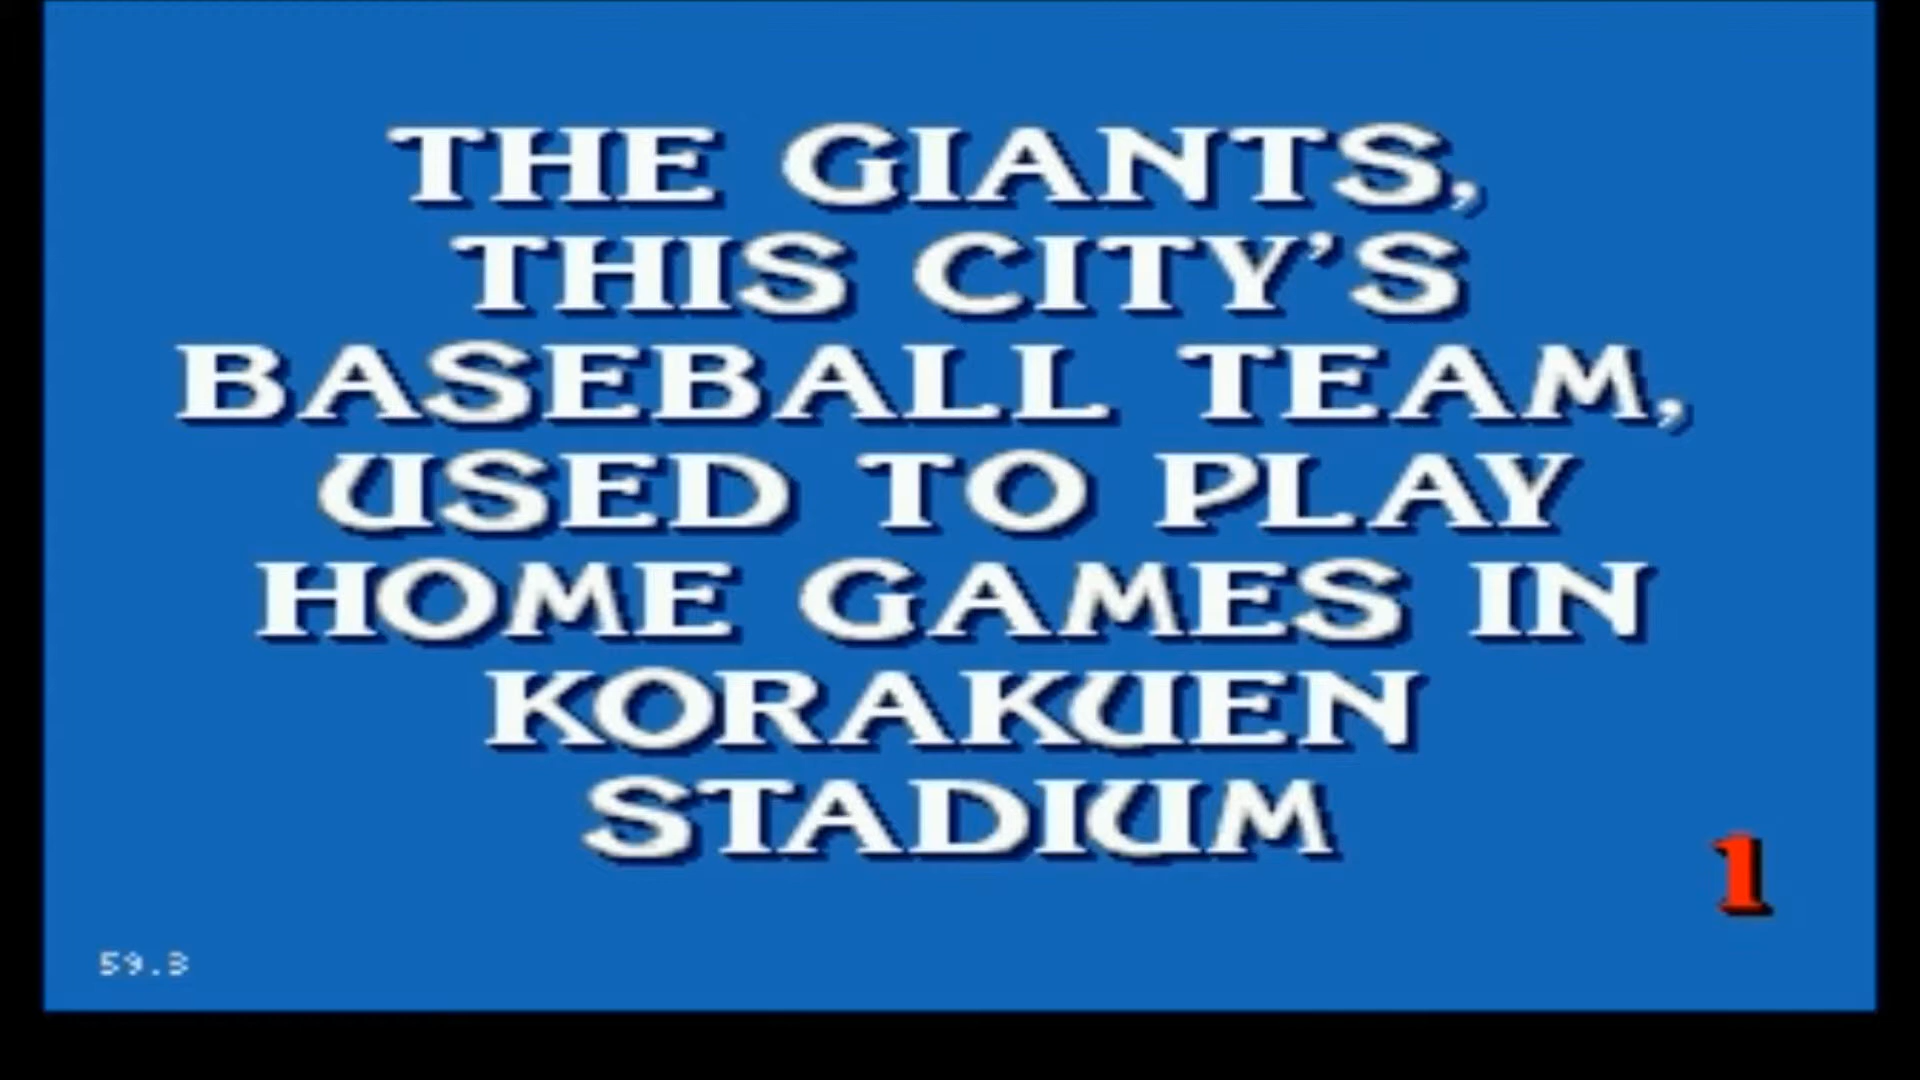 THE GIANTS,
THIS CITY'S
BASEBALL TEAM,
USED TO PLAY
HOME GAMES IN
KORAKUEN
STADIUM
1
59.3